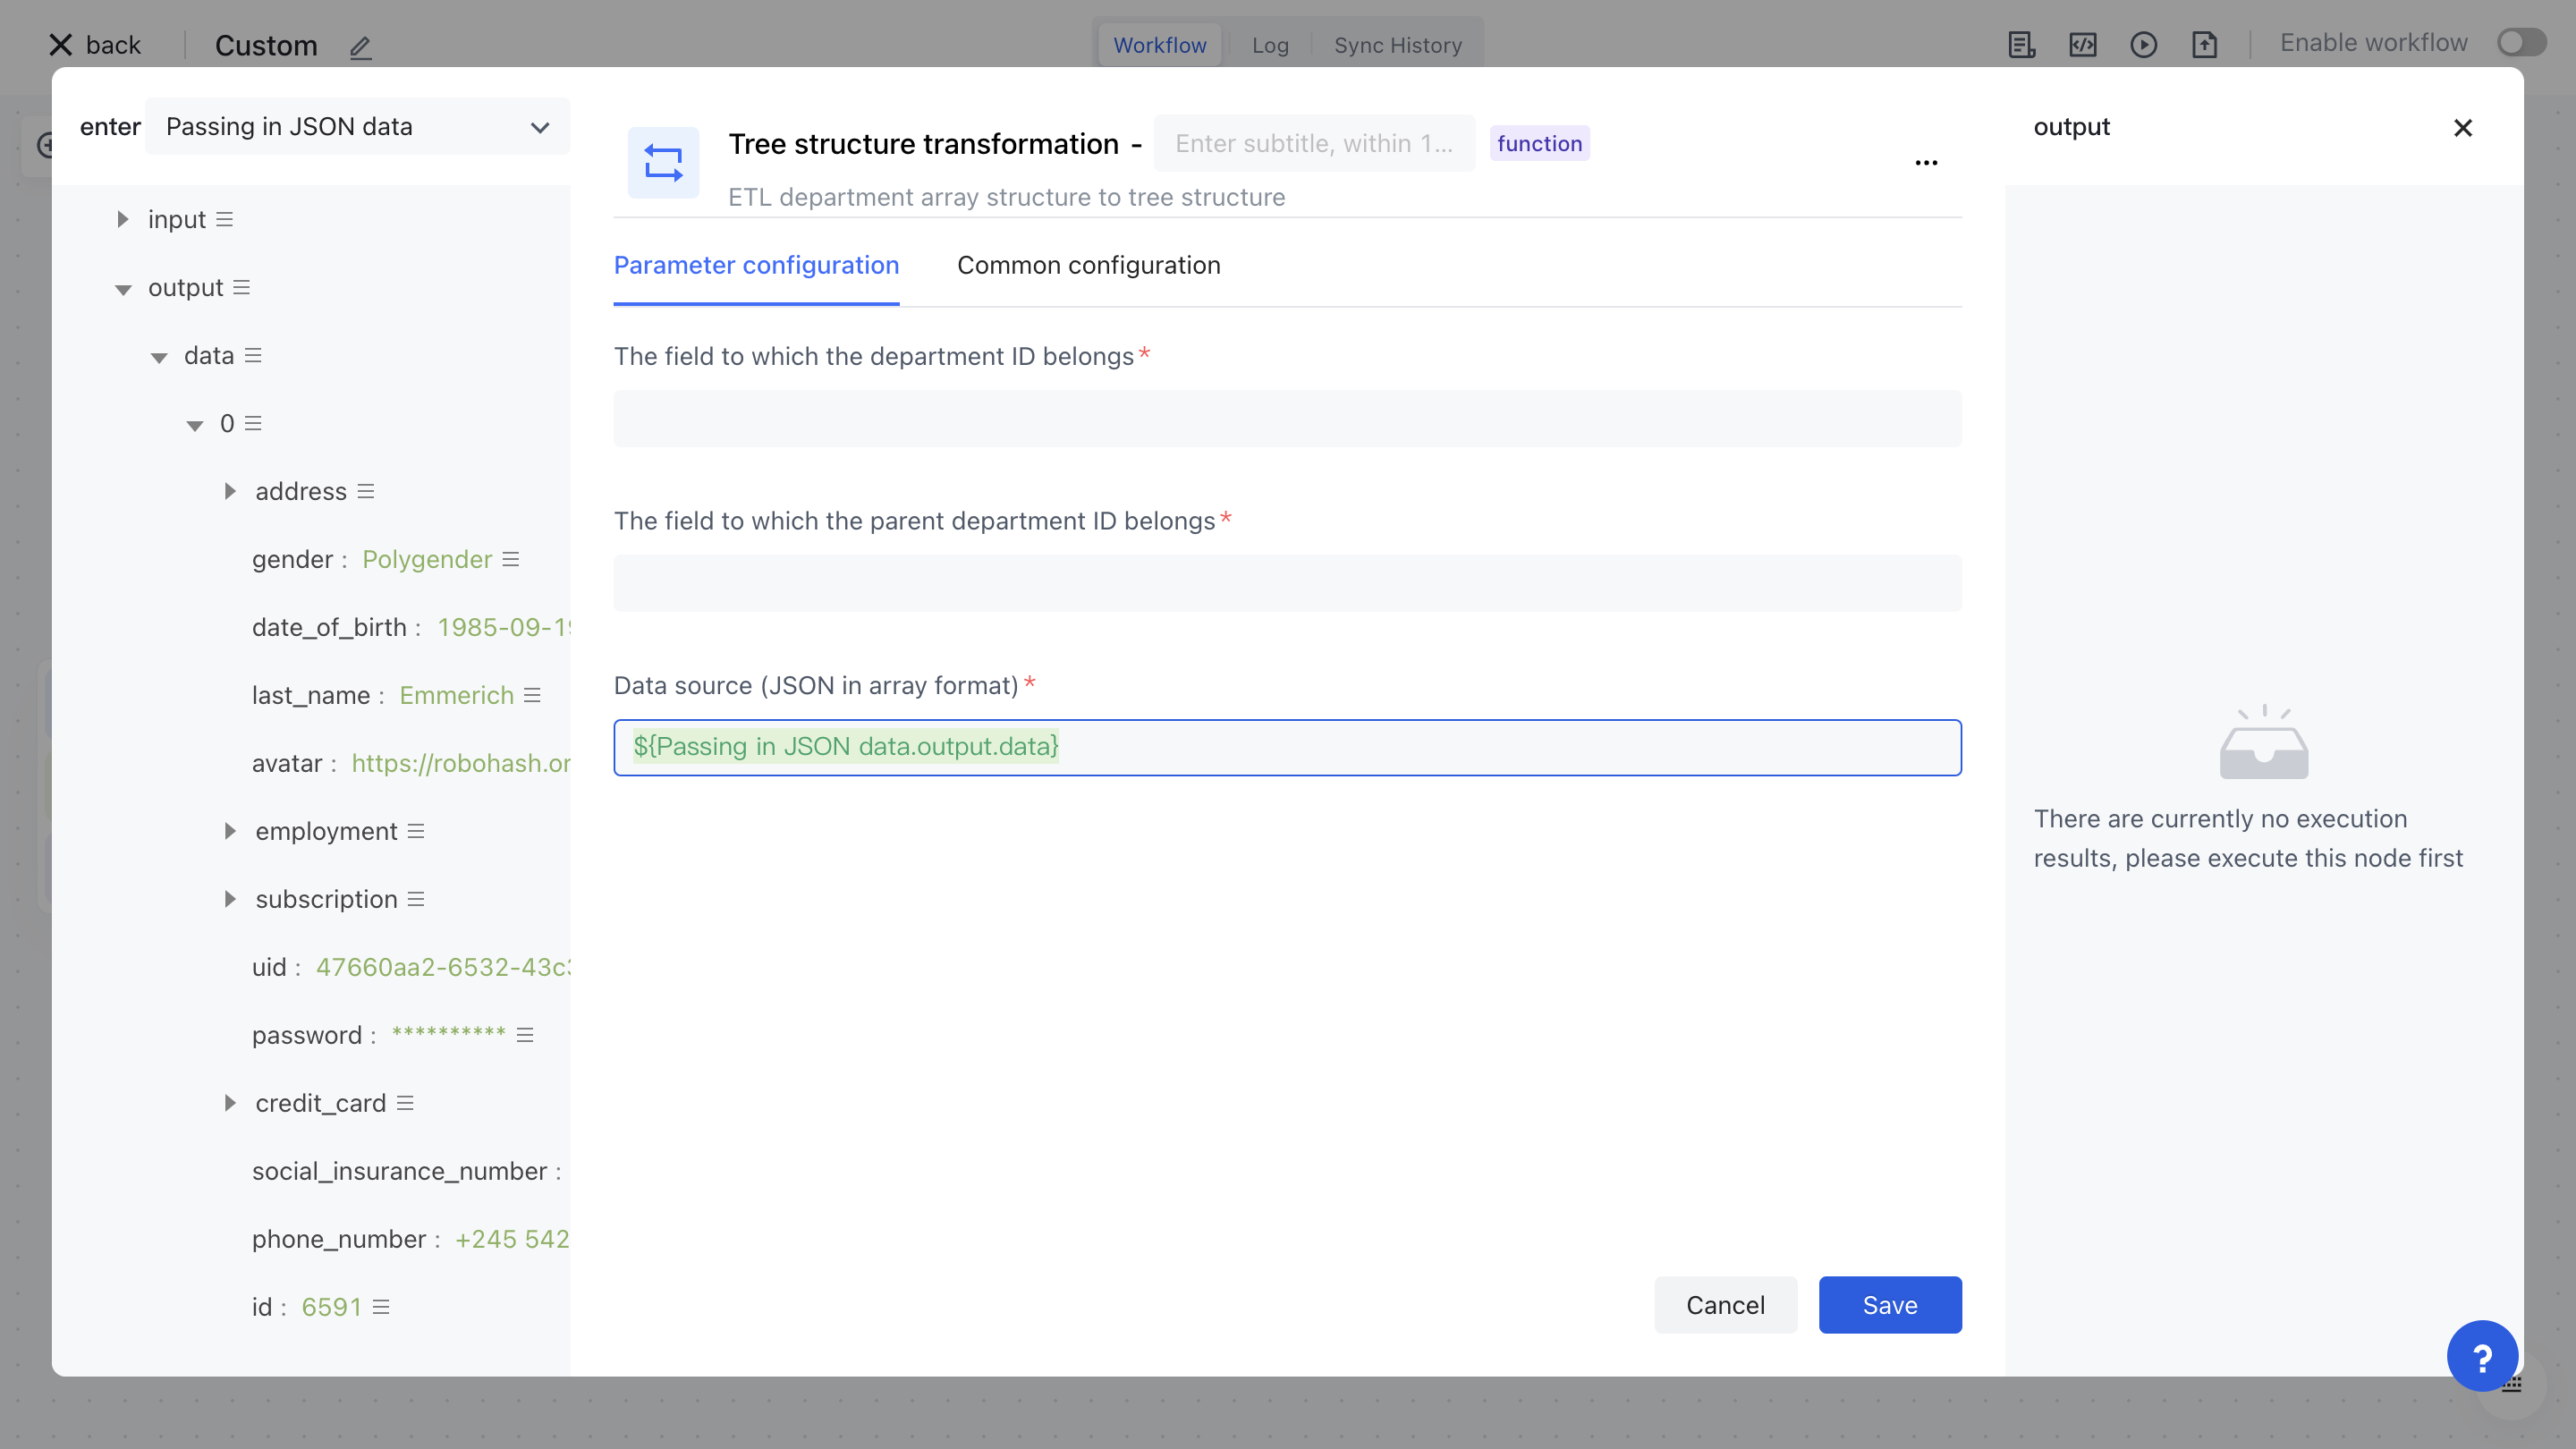 back
Custom
Workflow
Log
Sync History
Enable workflow
enter
Passing in JSON data
input
output
data
0
address
gender : Polygender
date_of_birth : 1985-09-19
last_name : Emmerich
avatar : https://robohash.or
employment
subscription
uid : 47660aa2-6532-43c3
password : **********
credit_card
social_insurance_number :
phone_number : +245 542
id : 6591
Tree structure transformation -
Enter subtitle, within 1...
function
ETL department array structure to tree structure
Parameter configuration
Common configuration
The field to which the department ID belongs*
The field to which the parent department ID belongs*
Data source (JSON in array format)*
${Passing in JSON data.output.data}
Cancel
Save
output
There are currently no execution
results, please execute this node first
?